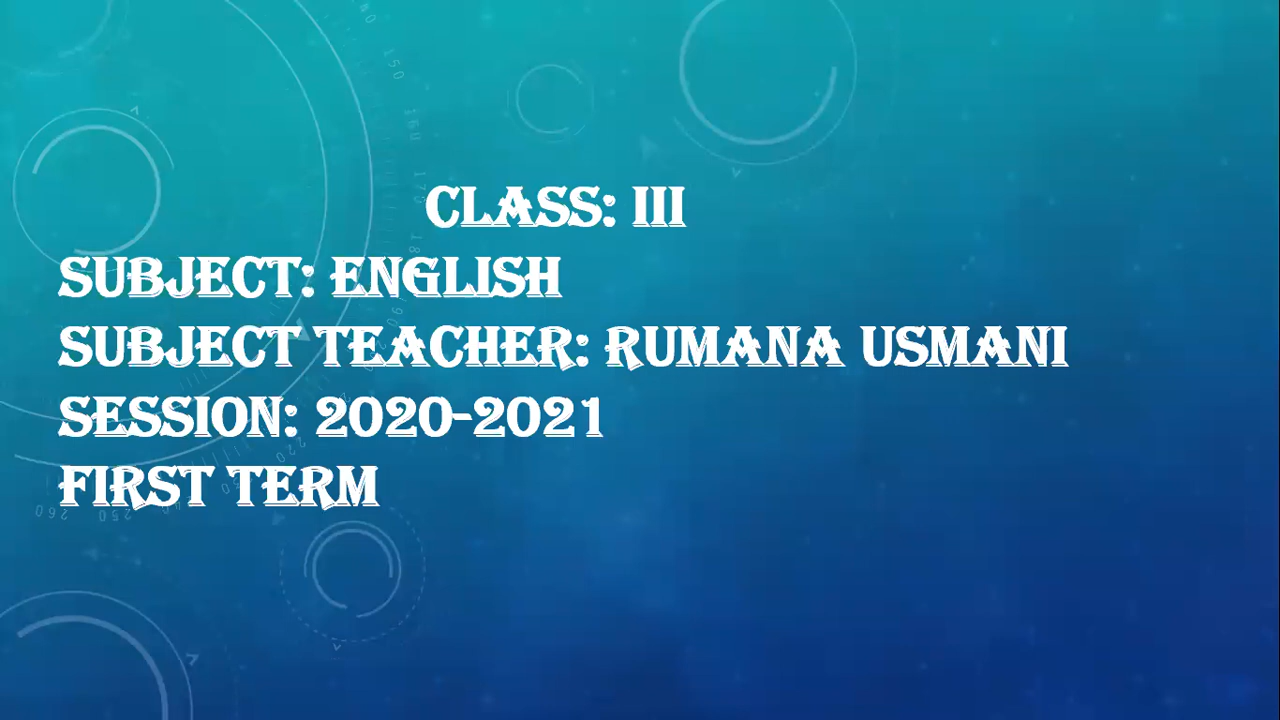 CLASS: III
SUBJECT: ENGLISH
SUBJECT TEACHER: RUMANA USMANI
SESSION: 2020-2021
FIRST TERM